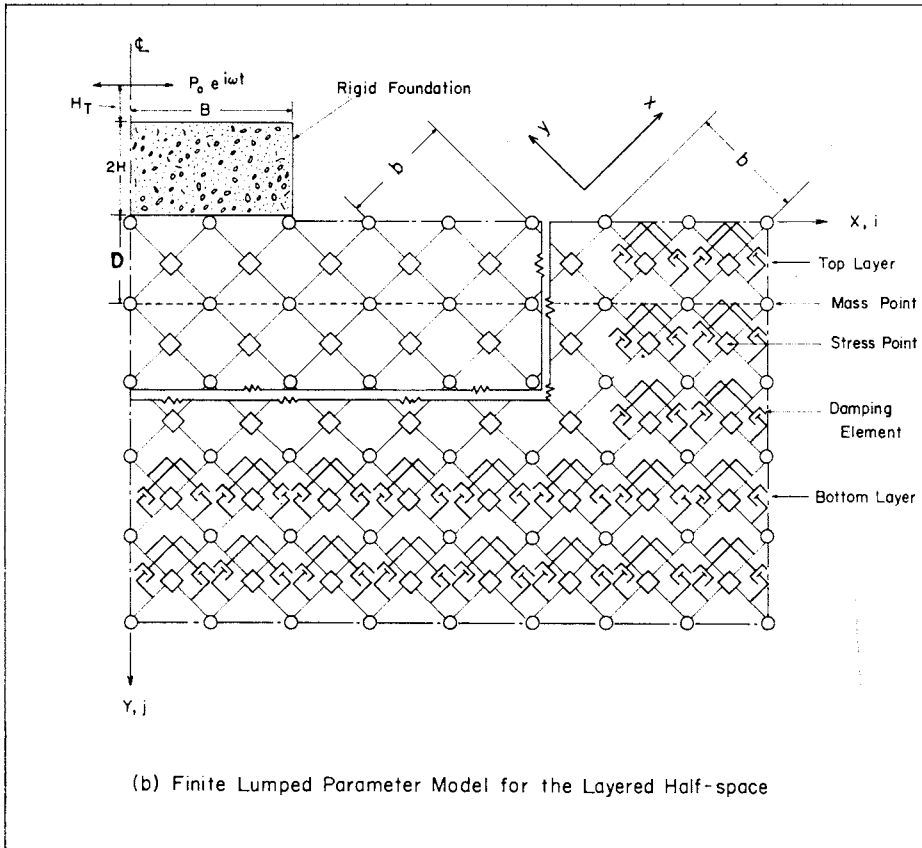 ℄
P₀ e^{iωt}
H_T
B
Rigid Foundation
2H
b
y
x
b
D
X, i
Top Layer
Mass Point
Stress Point
Damping
Element
Bottom Layer
Y, j
(b) Finite Lumped Parameter Model for the Layered Half-space